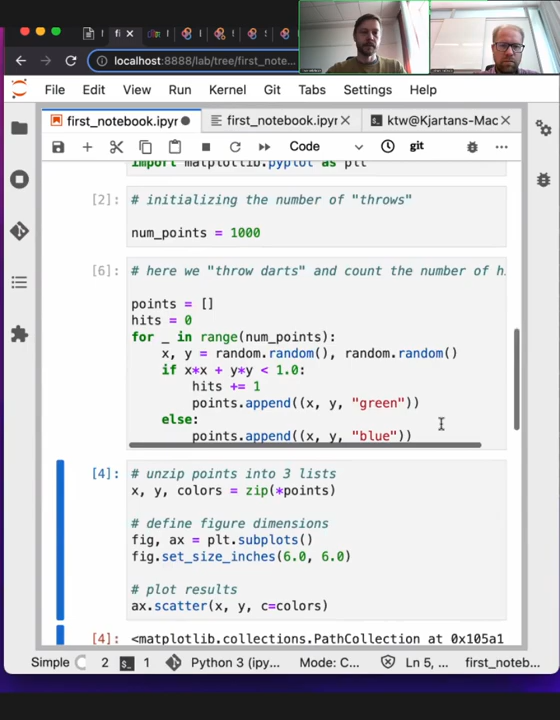 fi
localhost:8888/lab/tree/first_note...
File Edit View Run Kernel Git Tabs Settings Help
first_notebook.ipyr first_notebook.ipyr ktw@Kjartans-Mac
Code git
import matplotlib.pyplot as plt
[2]: # initializing the number of "throws"
num_points = 1000
[6]: # here we "throw darts" and count the number of h
points = []
hits = 0
for _ in range(num_points):
x, y = random.random(), random.random()
if x*x + y*y < 1.0:
hits += 1
points.append((x, y, "green"))
else:
points.append((x, y, "blue"))
[4]: # unzip points into 3 lists
x, y, colors = zip(*points)
# define figure dimensions
fig, ax = plt.subplots()
fig.set_size_inches(6.0, 6.0)
# plot results
ax.scatter(x, y, c=colors)
[4]: <matplotlib.collections.PathCollection at 0x105a1
Simple 2 1 Python 3 (ipy... Mode: C... Ln 5, ... first_noteb...